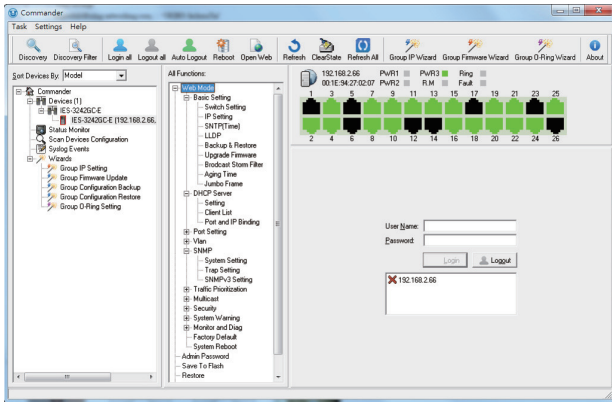 Commander
Task Settings Help
Discovery Discovery Filter Login all Logout all Auto Logout Reboot Open Web Refresh ClearState Refresh All Group IP Wizard Group Firmware Wizard Group O-Ring Wizard About
Sort Devices By: Model
Commander
Devices (1)
IES-3242GC-E
IES-3242GC-E [192.168.2.66,
Status Monitor
Scan Devices Configuration
Syslog Events
Wizards
Group IP Setting
Group Firmware Update
Group Configuration Backup
Group Configuration Restore
Group O-Ring Setting
All Functions:
Web Mode
Basic Setting
Switch Setting
IP Setting
SNTP(Time)
LLDP
Backup & Restore
Upgrade Firmware
Brodcast Storm Filter
Aging Time
Jumbo Frame
DHCP Server
Setting
Client List
Port and IP Binding
Port Setting
Vlan
SNMP
System Setting
Trap Setting
SNMPv3 Setting
Traffic Prioritization
Multicast
Security
System Warning
Monitor and Diag
Factory Default
System Reboot
Admin Password
Save To Flash
Restore
192.168.2.66 PWR1 PWR3 Ring
00:1E:94:27:02:07 PWR2 R.M Fault
1 3 5 7 9 11 13 15 17 19 21 23 25
2 4 6 8 10 12 14 16 18 20 22 24 26
User Name:
Password:
Login Loggut
192.168.2.66